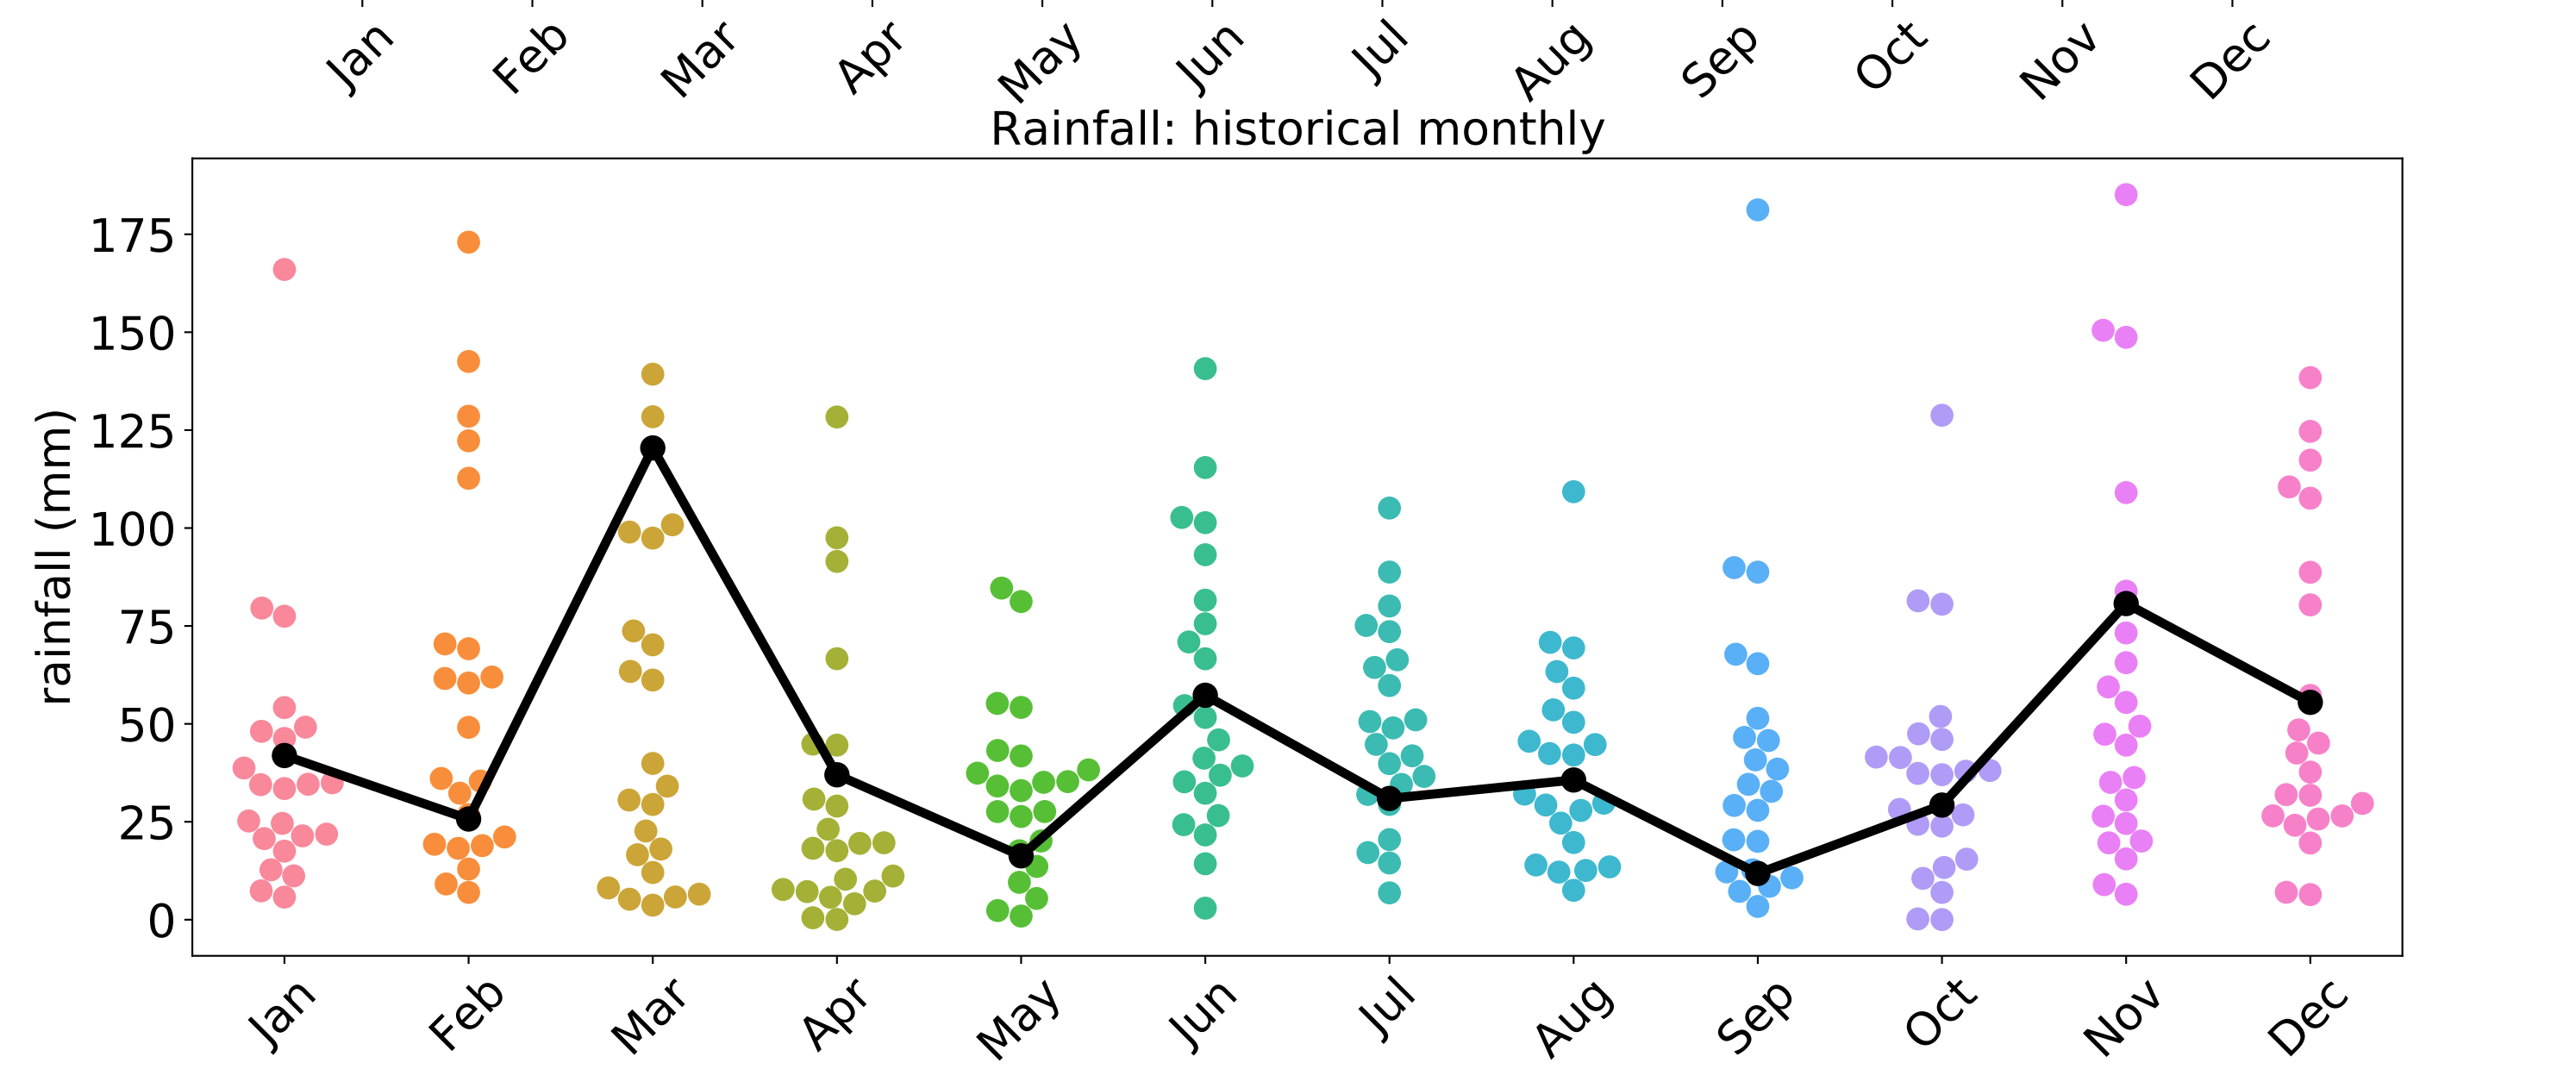 Jan Feb Mar Apr May Jun Jul Aug Sep Oct Nov Dec
Rainfall: historical monthly
175
150
125
100
75
50
25
0
rainfall (mm)
Jan Feb Mar Apr May Jun Jul Aug Sep Oct Nov Dec